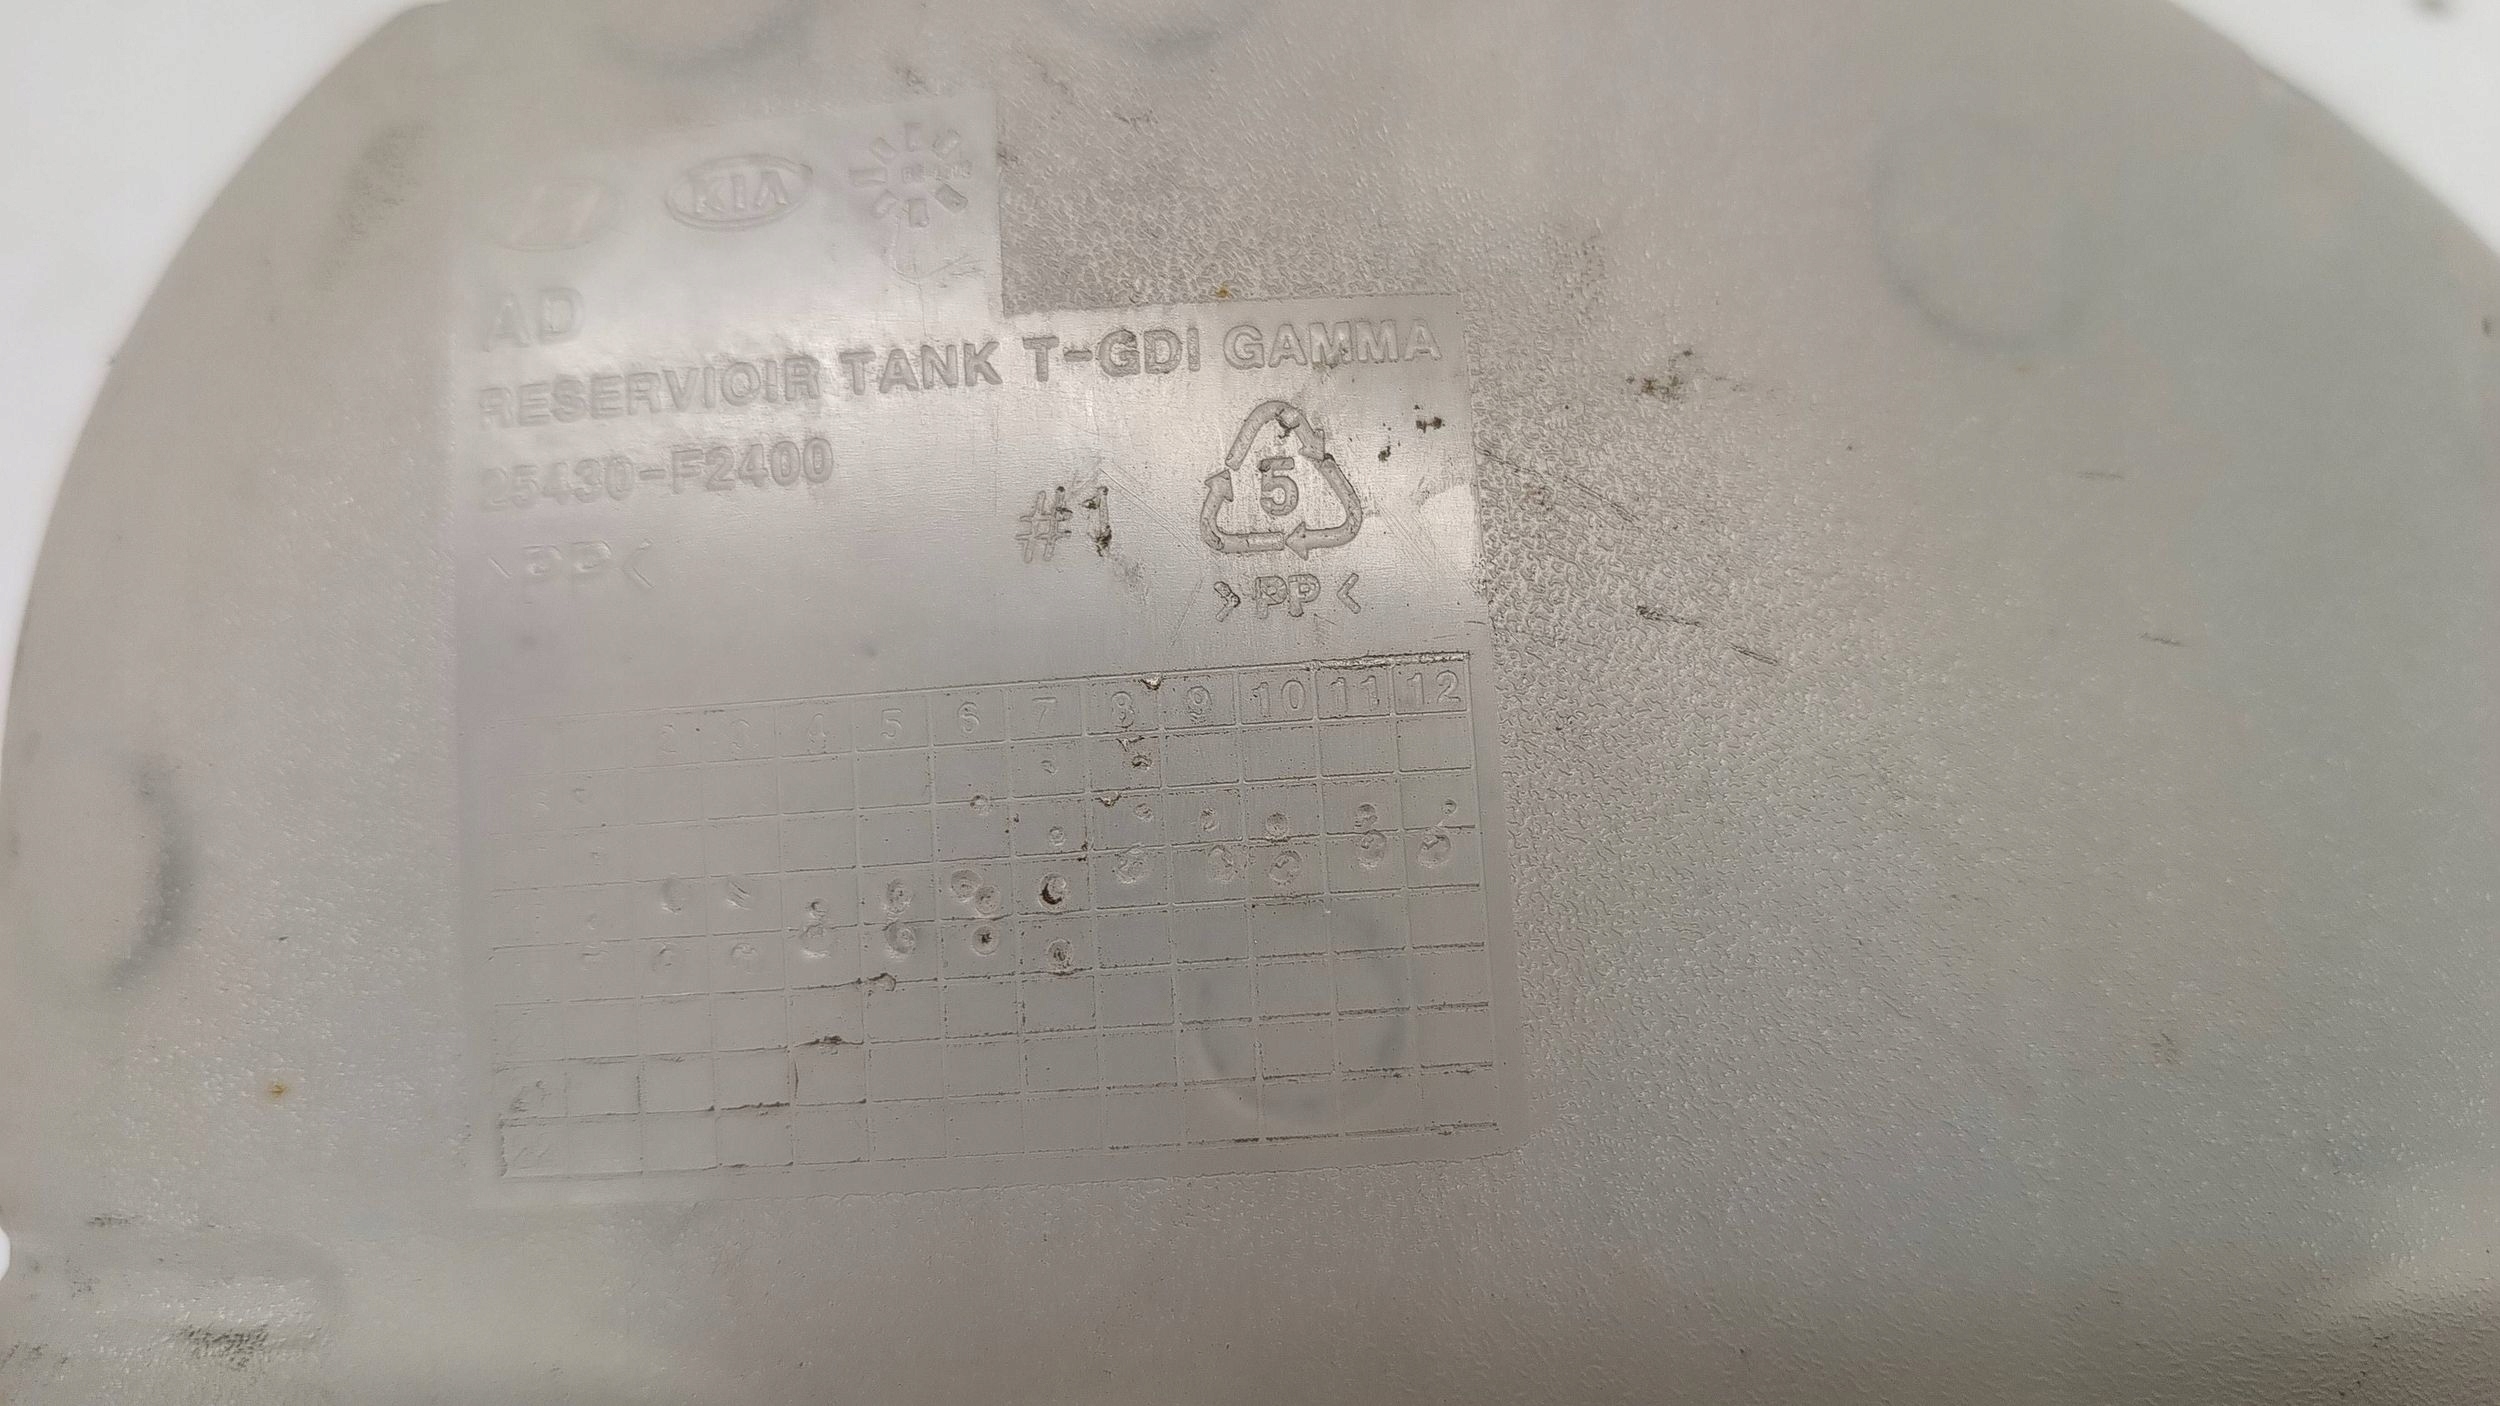 KIA
AD
RESERVIOIR TANK T-GDI GAMMA
25430-F2400
>PP<
#1
5
>PP<
2 3 4 5 6 7 8 9 10 11 12